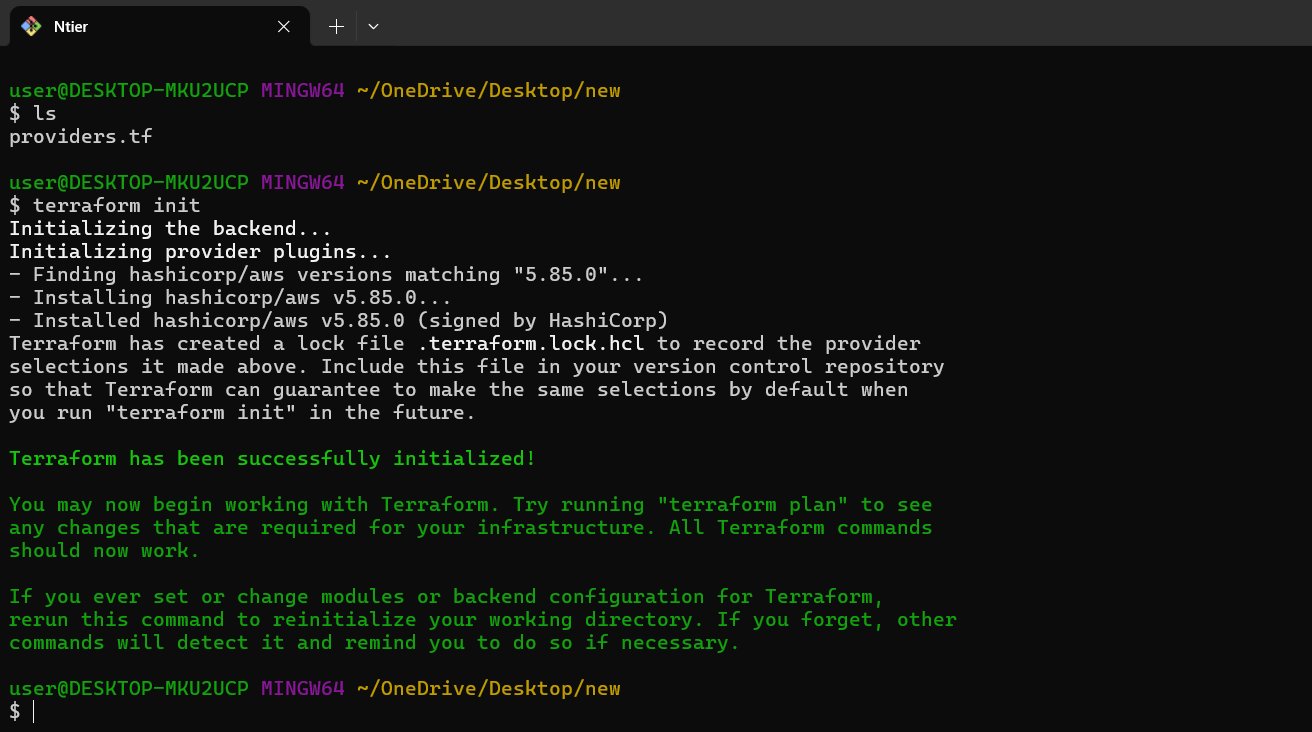 Ntier
user@DESKTOP-MKU2UCP MINGW64 ~/OneDrive/Desktop/new
$ ls
providers.tf
user@DESKTOP-MKU2UCP MINGW64 ~/OneDrive/Desktop/new
$ terraform init
Initializing the backend...
Initializing provider plugins...
- Finding hashicorp/aws versions matching "5.85.0"...
- Installing hashicorp/aws v5.85.0...
- Installed hashicorp/aws v5.85.0 (signed by HashiCorp)
Terraform has created a lock file .terraform.lock.hcl to record the provider
selections it made above. Include this file in your version control repository
so that Terraform can guarantee to make the same selections by default when
you run "terraform init" in the future.
Terraform has been successfully initialized!
You may now begin working with Terraform. Try running "terraform plan" to see
any changes that are required for your infrastructure. All Terraform commands
should now work.
If you ever set or change modules or backend configuration for Terraform,
rerun this command to reinitialize your working directory. If you forget, other
commands will detect it and remind you to do so if necessary.
user@DESKTOP-MKU2UCP MINGW64 ~/OneDrive/Desktop/new
$